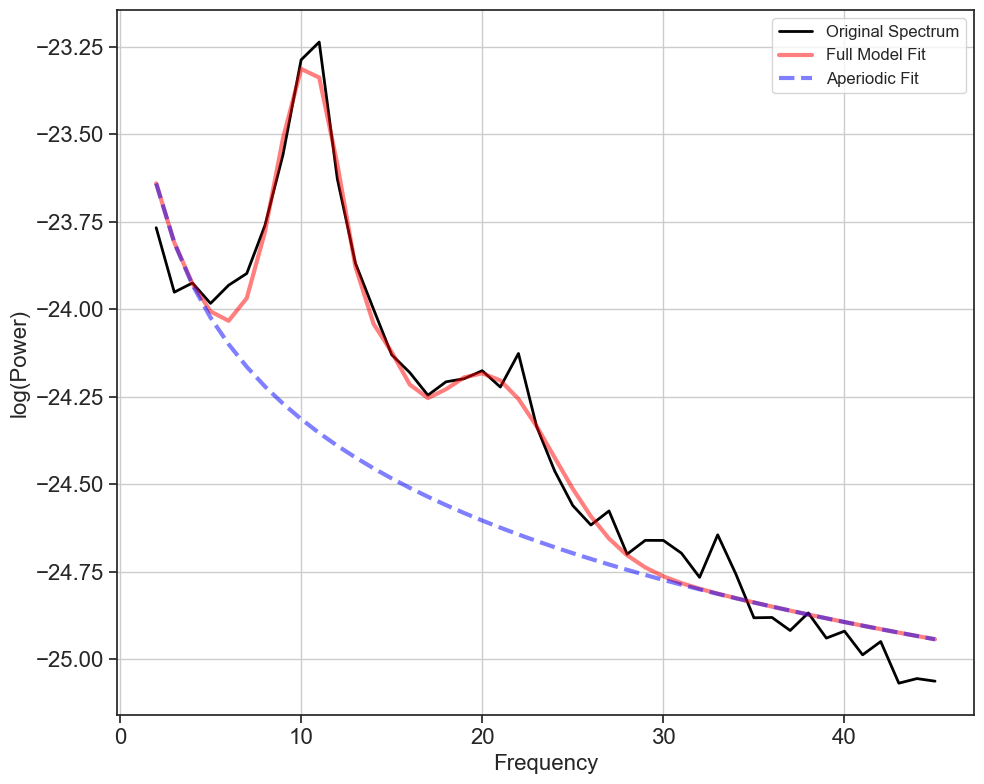 Original Spectrum
Full Model Fit
Aperiodic Fit
log(Power)
−23.25
−23.50
−23.75
−24.00
−24.25
−24.50
−24.75
−25.00
0 10 20 30 40
Frequency